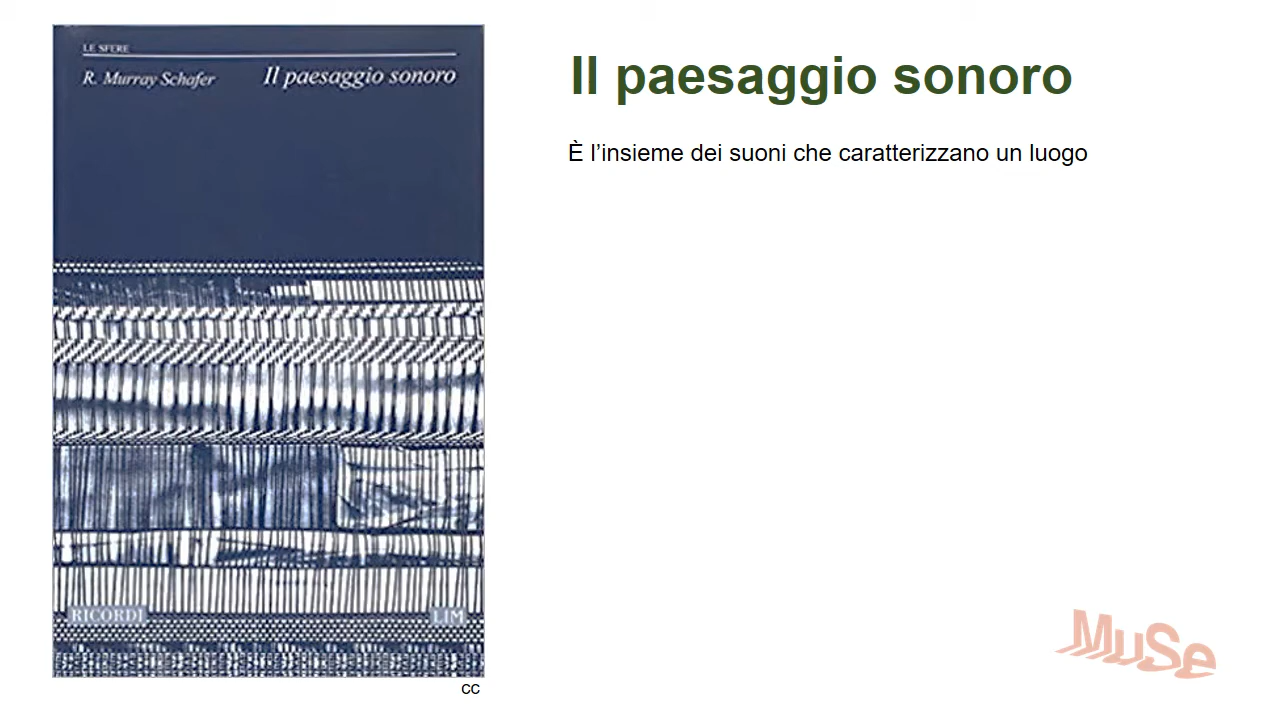 LE SFERE
R. Murray Schafer Il paesaggio sonoro
RICORDI LIM
CC
Il paesaggio sonoro
È l’insieme dei suoni che caratterizzano un luogo
MuSe